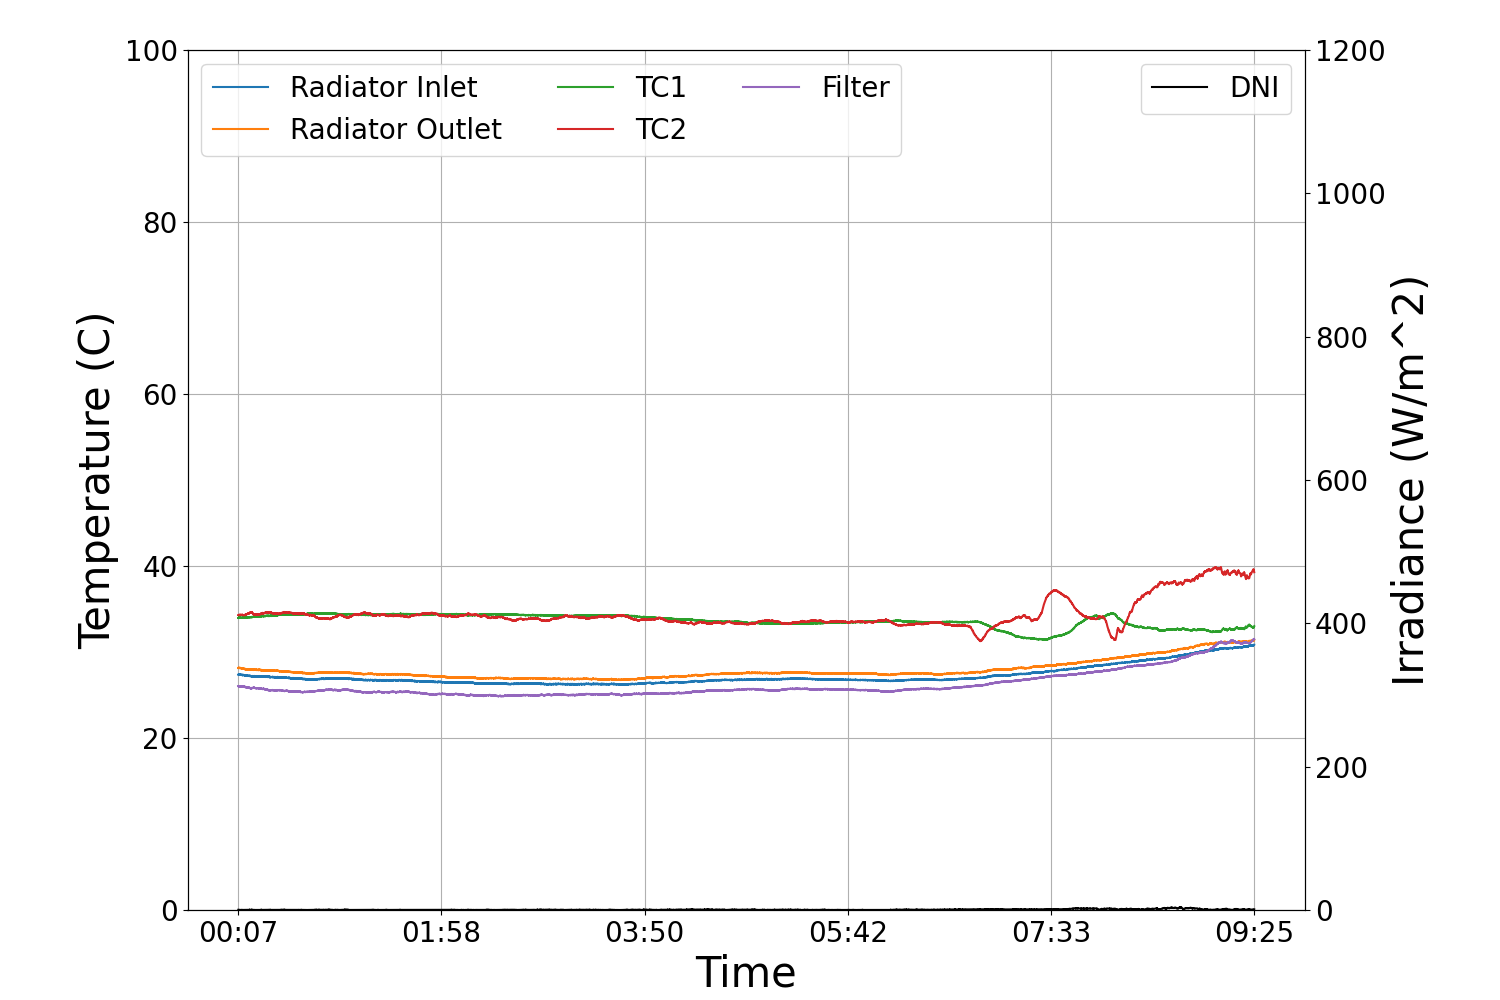 100
80
60
40
20
0
Temperature (C)
Radiator Inlet
Radiator Outlet
TC1
TC2
Filter
DNI
1200
1000
800
600
400
200
0
Irradiance (W/m^2)
00:07 01:58 03:50 05:42 07:33 09:25
Time